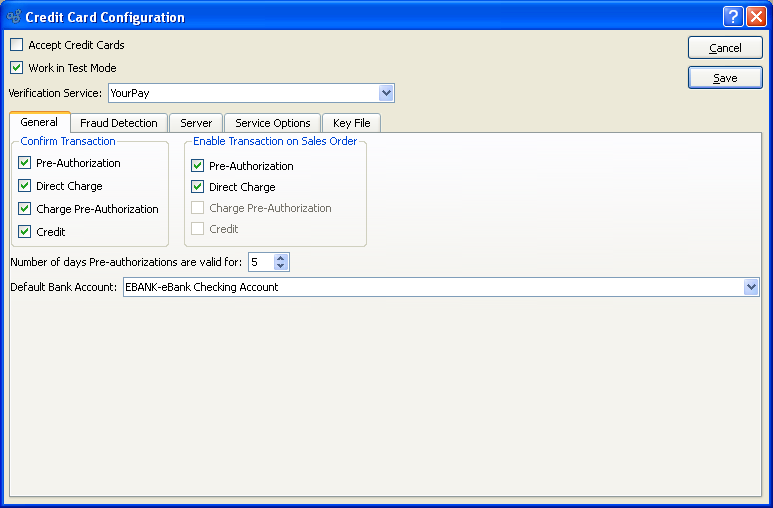 Credit Card Configuration
Accept Credit Cards
Cancel
Work in Test Mode
Save
Verification Service: YourPay
General Fraud Detection Server Service Options Key File
Confirm Transaction Enable Transaction on Sales Order
Pre-Authorization Pre-Authorization
Direct Charge Direct Charge
Charge Pre-Authorization Charge Pre-Authorization
Credit Credit
Number of days Pre-authorizations are valid for: 5
Default Bank Account: EBANK-eBank Checking Account